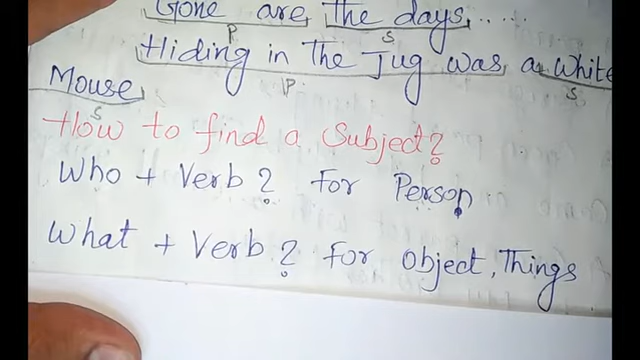 Gone are the days......
P S
Hiding in the Jug was a white
P S
Mouse.
S
How to find a Subject?
Who + Verb? For Person
What + Verb? For Object, Things